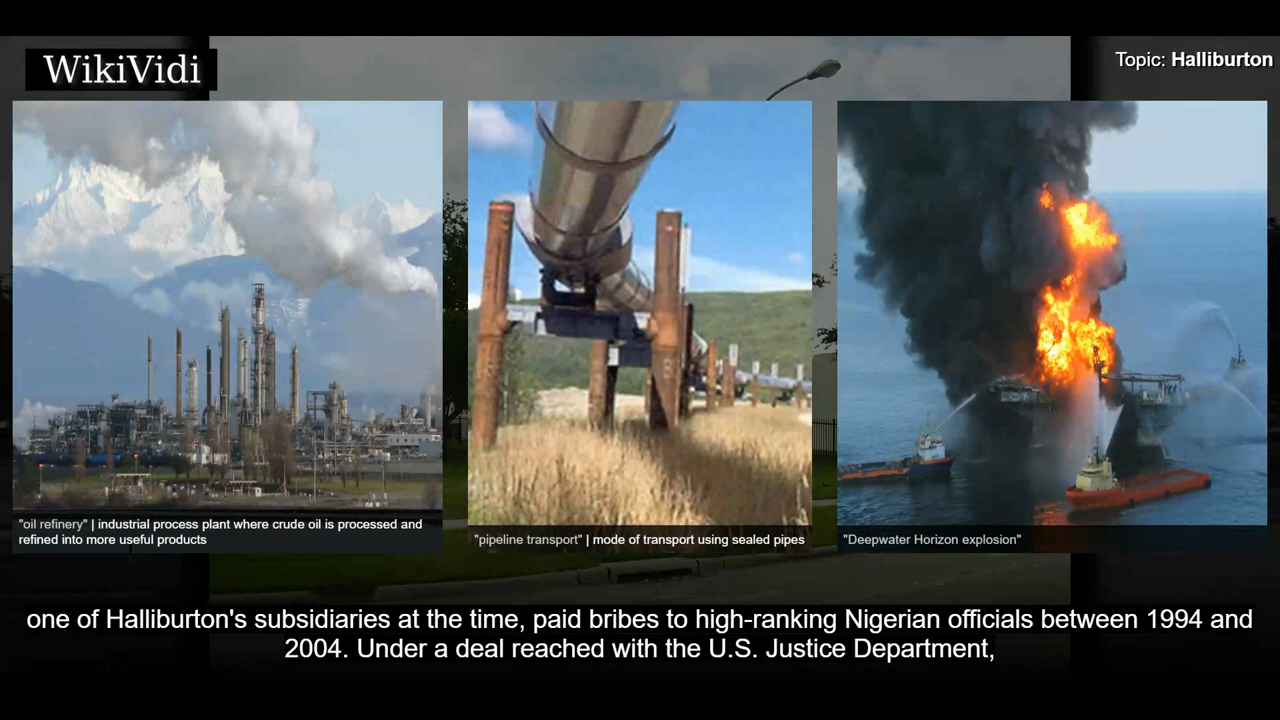 WikiVidi
Topic: Halliburton
"oil refinery" | industrial process plant where crude oil is processed and
refined into more useful products
"pipeline transport" | mode of transport using sealed pipes
"Deepwater Horizon explosion"
one of Halliburton's subsidiaries at the time, paid bribes to high-ranking Nigerian officials between 1994 and
2004. Under a deal reached with the U.S. Justice Department,